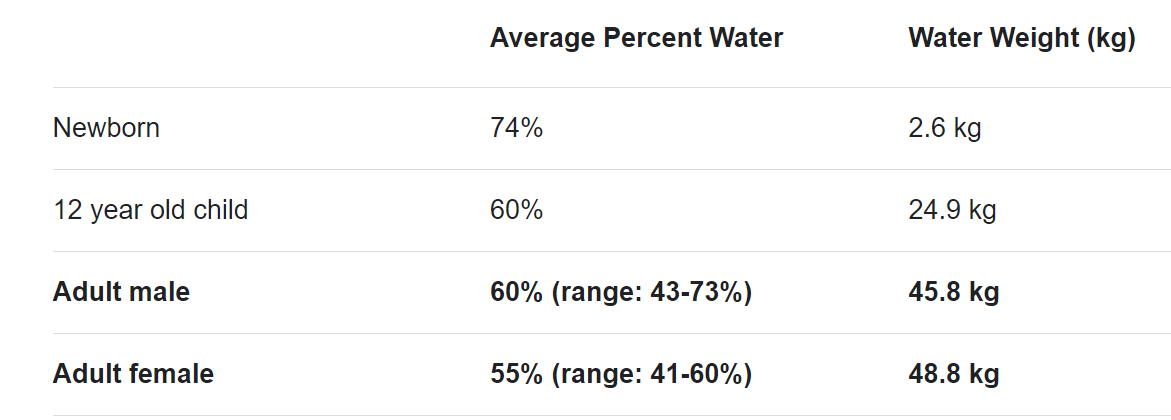 Average Percent Water Water Weight (kg)
Newborn 74% 2.6 kg
12 year old child 60% 24.9 kg
Adult male 60% (range: 43-73%) 45.8 kg
Adult female 55% (range: 41-60%) 48.8 kg